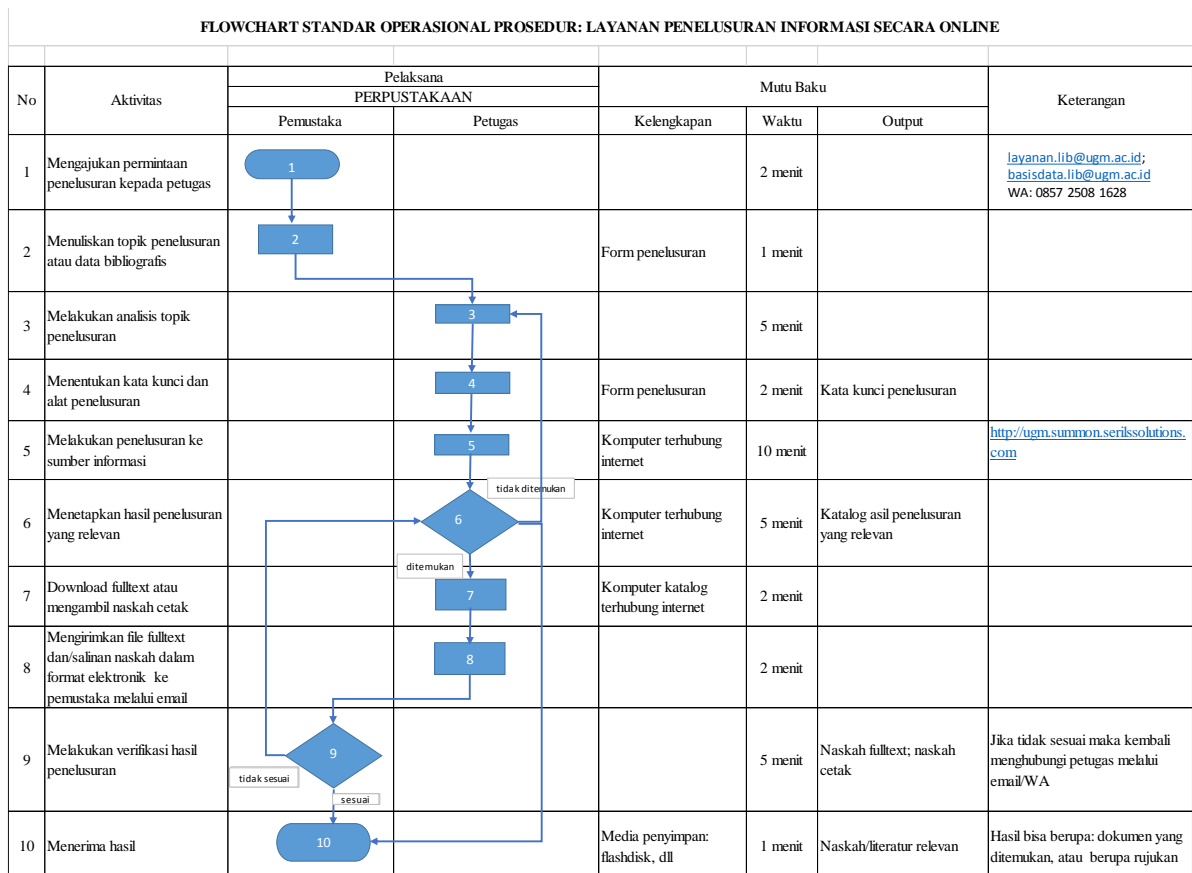 FLOWCHART STANDAR OPERASIONAL PROSEDUR: LAYANAN PENELUSURAN INFORMASI SECARA ONLINE
No
Aktivitas
Pelaksana
PERPUSTAKAAN
Pemustaka
Petugas
Mutu Baku
Kelengkapan
Waktu
Output
Keterangan
1
Mengajukan permintaan
penelusuran kepada petugas
1
2 menit
layanan.lib@ugm.ac.id;
basisdata.lib@ugm.ac.id
WA: 0857 2508 1628
2
Menuliskan topik penelusuran
atau data bibliografis
2
Form penelusuran
1 menit
3
Melakukan analisis topik
penelusuran
3
5 menit
4
Menentukan kata kunci dan
alat penelusuran
4
Form penelusuran
2 menit
Kata kunci penelusuran
5
Melakukan penelusuran ke
sumber informasi
5
Komputer terhubung
internet
10 menit
http://ugm.summon.serilssolutions.
com
tidak ditemukan
6
Menetapkan hasil penelusuran
yang relevan
6
Komputer terhubung
internet
5 menit
Katalog asil penelusuran
yang relevan
ditemukan
7
Download fulltext atau
mengambil naskah cetak
7
Komputer katalog
terhubung internet
2 menit
8
Mengirimkan file fulltext
dan/salinan naskah dalam
format elektronik ke
pemustaka melalui email
8
2 menit
9
Melakukan verifikasi hasil
penelusuran
9
tidak sesuai
sesuai
5 menit
Naskah fulltext; naskah
cetak
Jika tidak sesuai maka kembali
menghubungi petugas melalui
email/WA
10
Menerima hasil
10
Media penyimpan:
flashdisk, dll
1 menit
Naskah/literatur relevan
Hasil bisa berupa: dokumen yang
ditemukan, atau berupa rujukan